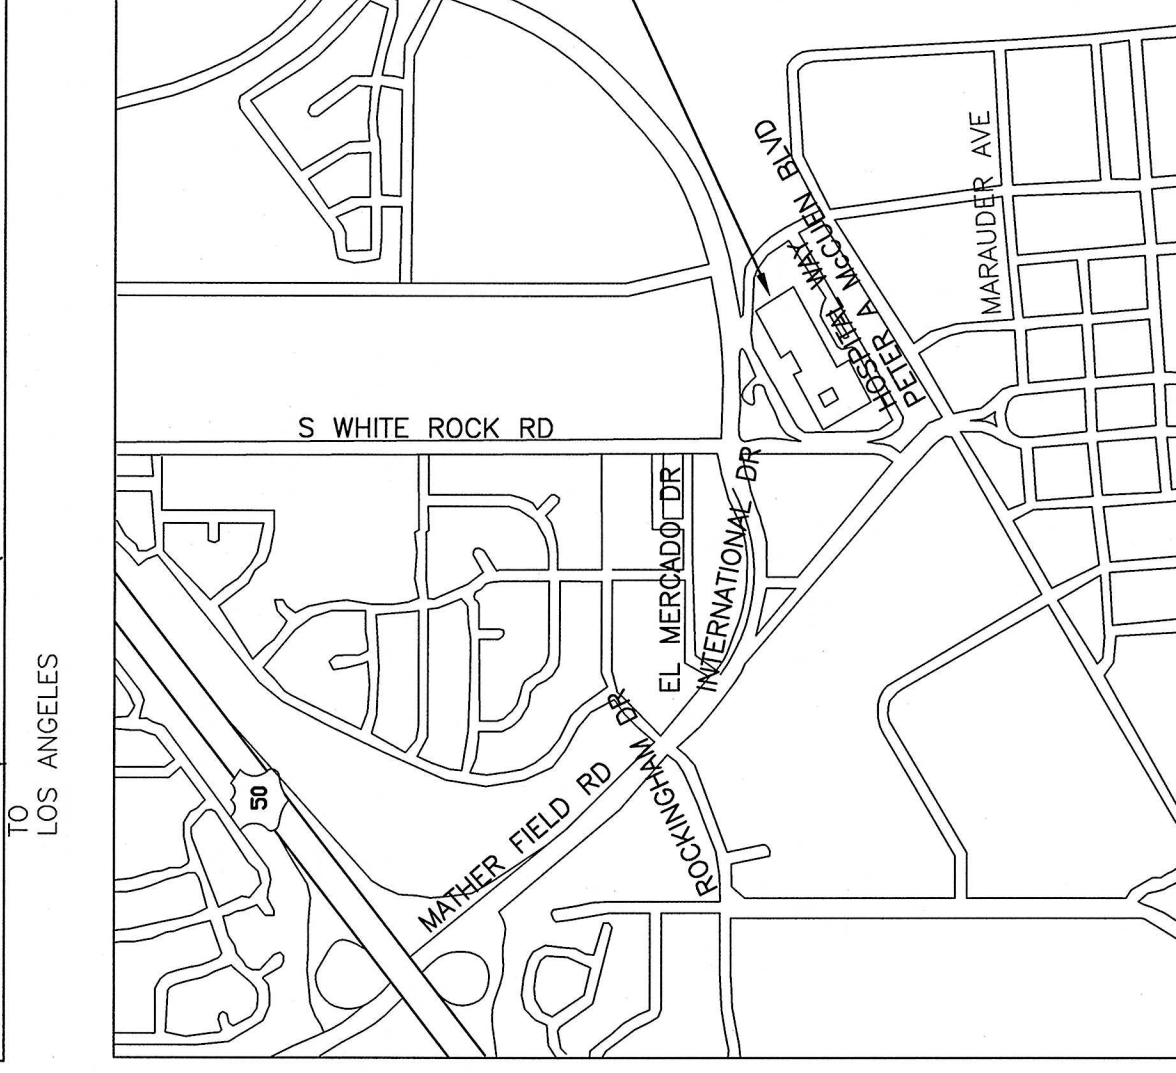 HOSPITAL WAY
PETER A McCUEN BLVD
MARAUDER AVE
S WHITE ROCK RD
EL MERCADO DR
INTERNATIONAL DR
TO
LOS ANGELES
50
MATHER FIELD RD
ROCKINGHAM DR